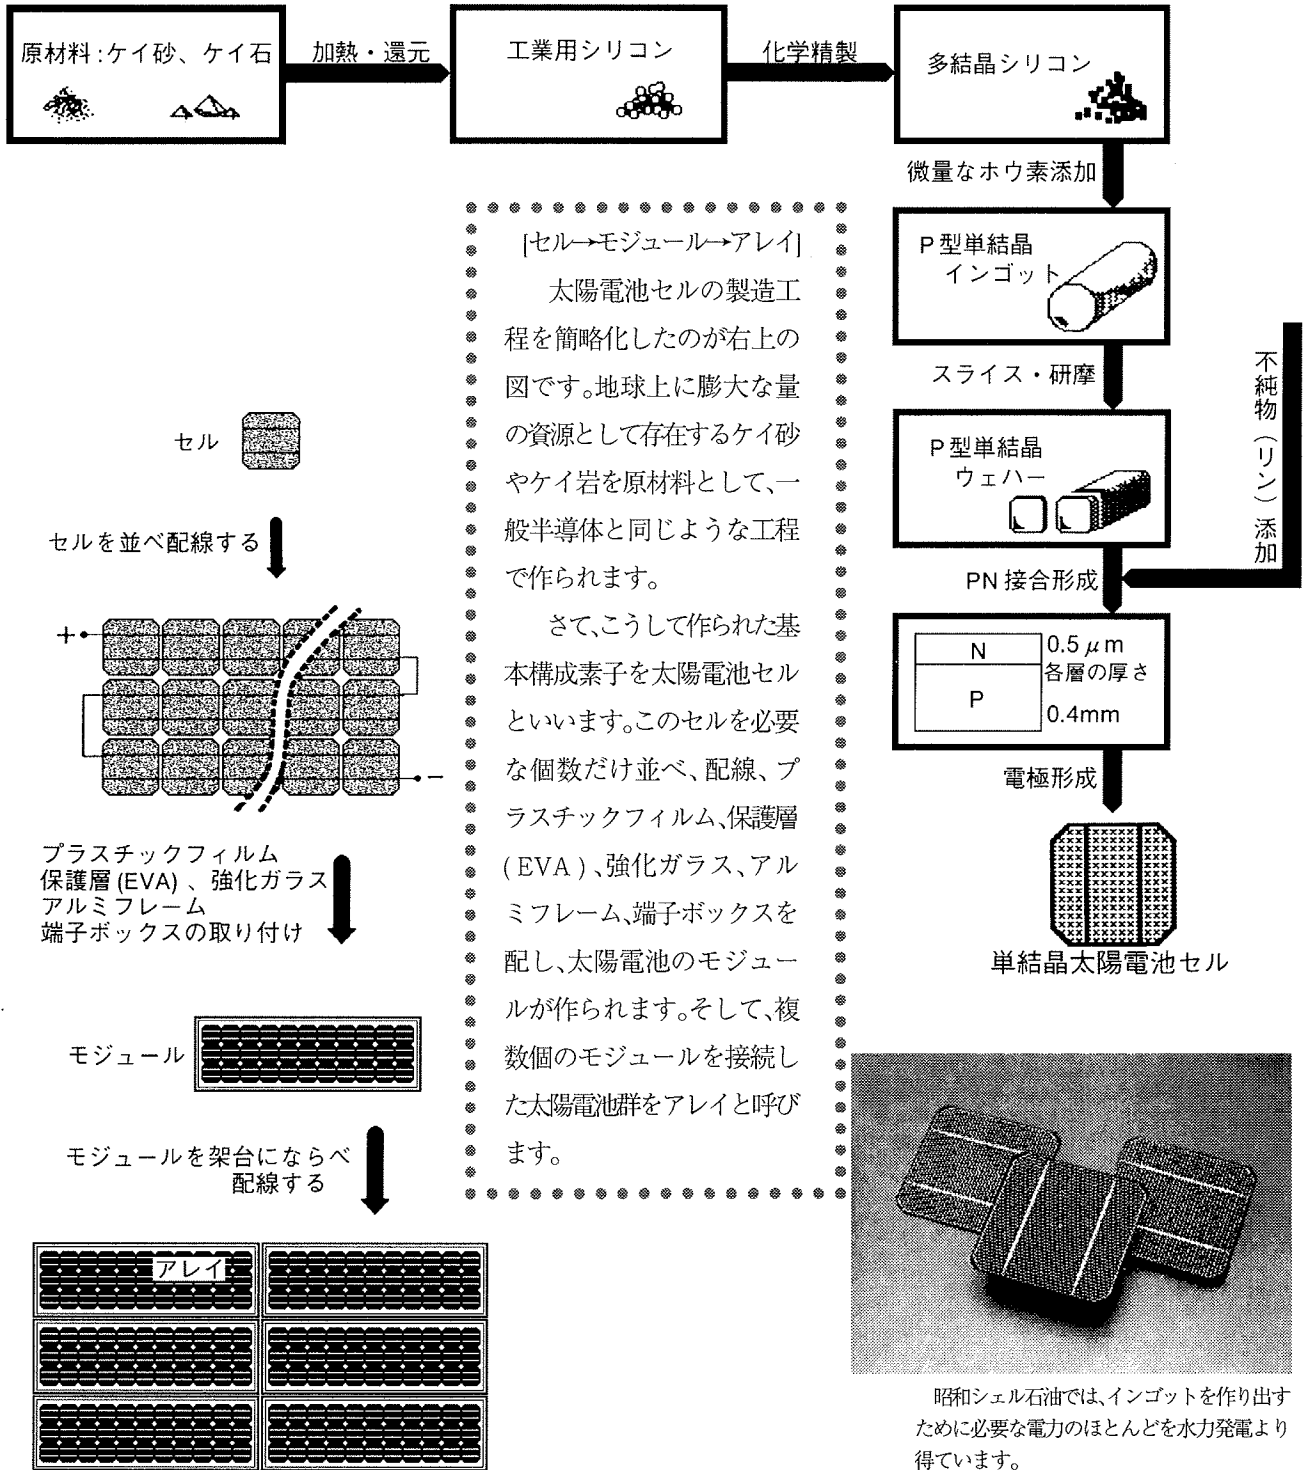 原材料:ケイ砂、ケイ石
加熱・還元
工業用シリコン
化学精製
多結晶シリコン
微量なホウ素添加
P型単結晶
インゴット
スライス・研摩
P型単結晶
ウェハー
不純物(リン)添加
PN接合形成
N
P
0.5μm
各層の厚さ
0.4mm
電極形成
単結晶太陽電池セル
[セル→モジュール→アレイ]
太陽電池セルの製造工
程を簡略化したのが右上の
図です。地球上に膨大な量
の資源として存在するケイ砂
やケイ岩を原材料として、一
般半導体と同じような工程
で作られます。
さて、こうして作られた基
本構成素子を太陽電池セル
といいます。このセルを必要
な個数だけ並べ、配線、プ
ラスチックフィルム、保護層
(EVA)、強化ガラス、アル
ミフレーム、端子ボックスを
配し、太陽電池のモジュー
ルが作られます。そして、複
数個のモジュールを接続し
た太陽電池群をアレイと呼び
ます。
セル
セルを並べ配線する
+
-
プラスチックフィルム
保護層(EVA)、強化ガラス
アルミフレーム
端子ボックスの取り付け
モジュール
モジュールを架台にならべ
配線する
アレイ
昭和シェル石油では、インゴットを作り出す
ために必要な電力のほとんどを水力発電より
得ています。